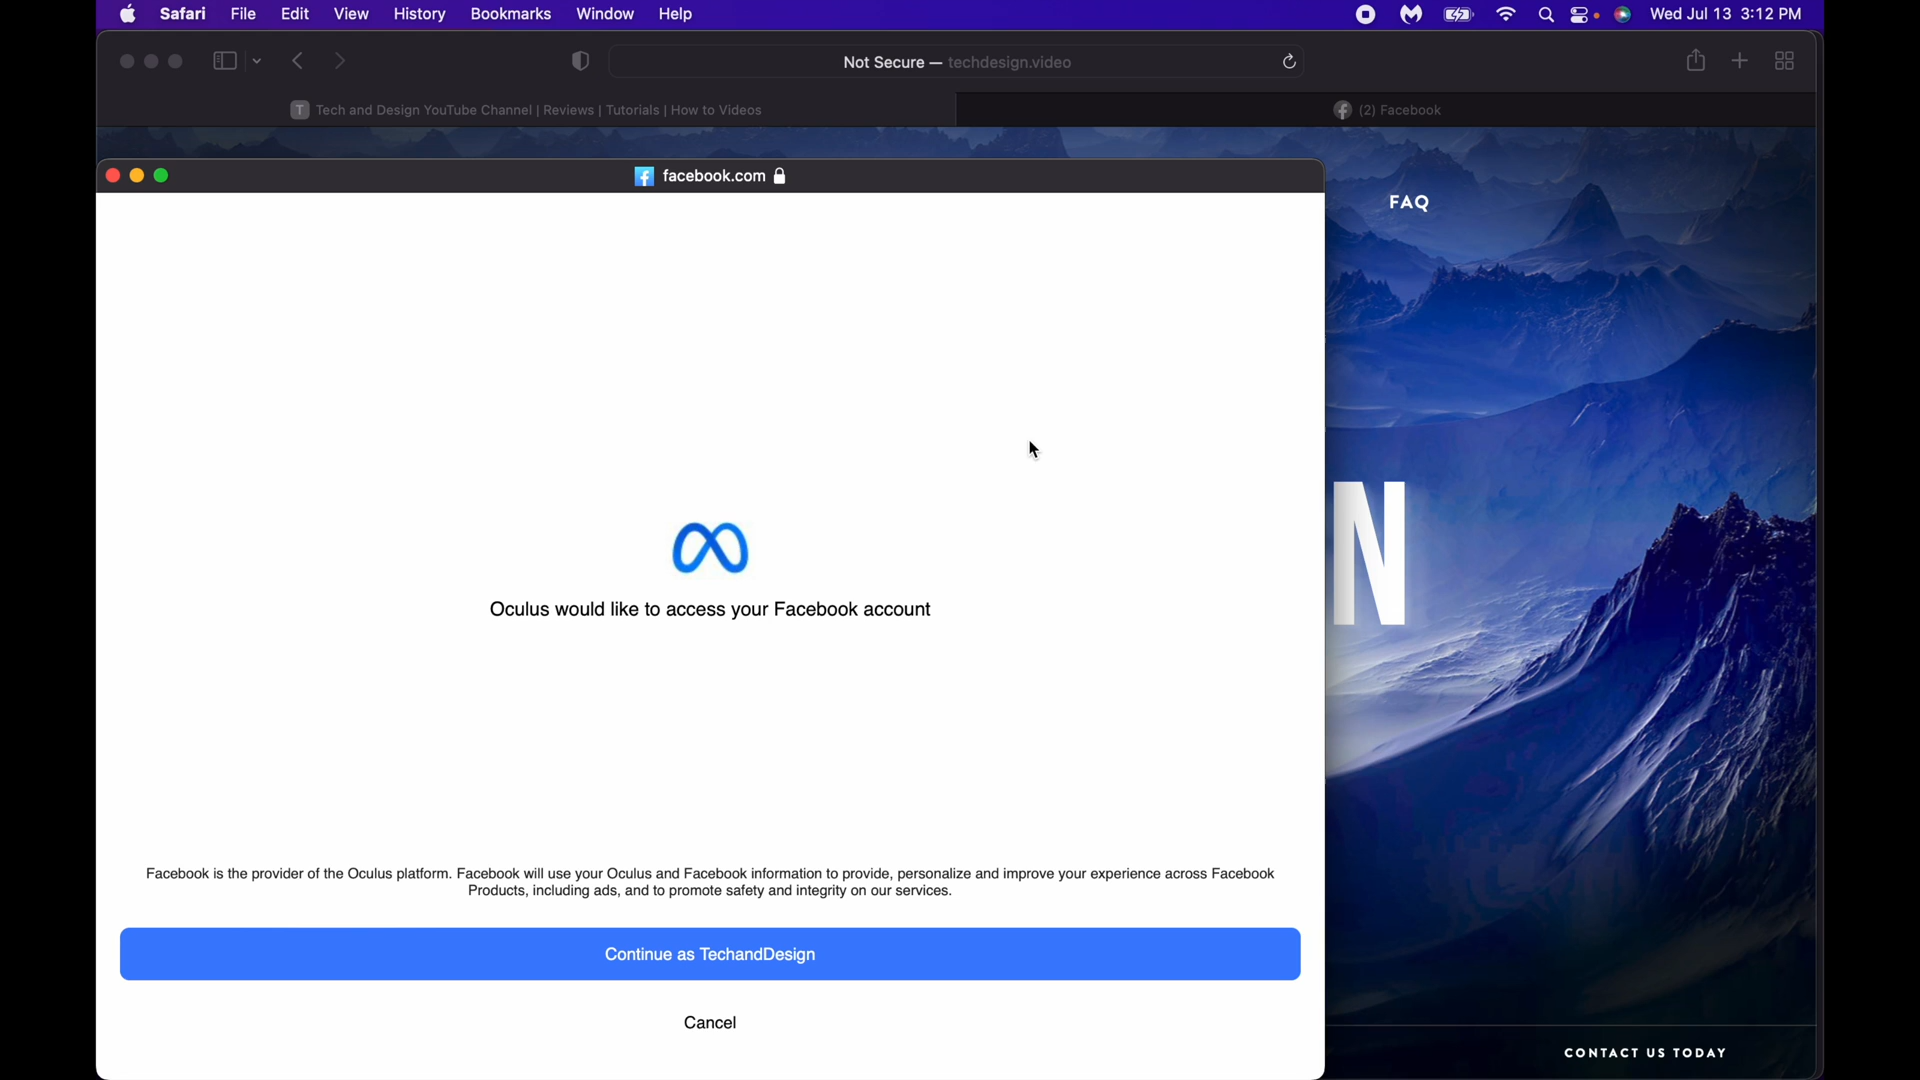 Safari File Edit View History Bookmarks Window Help Wed Jul 13 3:12 PM
Not Secure — techdesign.video
T Tech and Design YouTube Channel | Reviews | Tutorials | How to Videos (2) Facebook
facebook.com
FAQ
N
Oculus would like to access your Facebook account
Facebook is the provider of the Oculus platform. Facebook will use your Oculus and Facebook information to provide, personalize and improve your experience across Facebook
Products, including ads, and to promote safety and integrity on our services.
Continue as TechandDesign
Cancel
CONTACT US TODAY